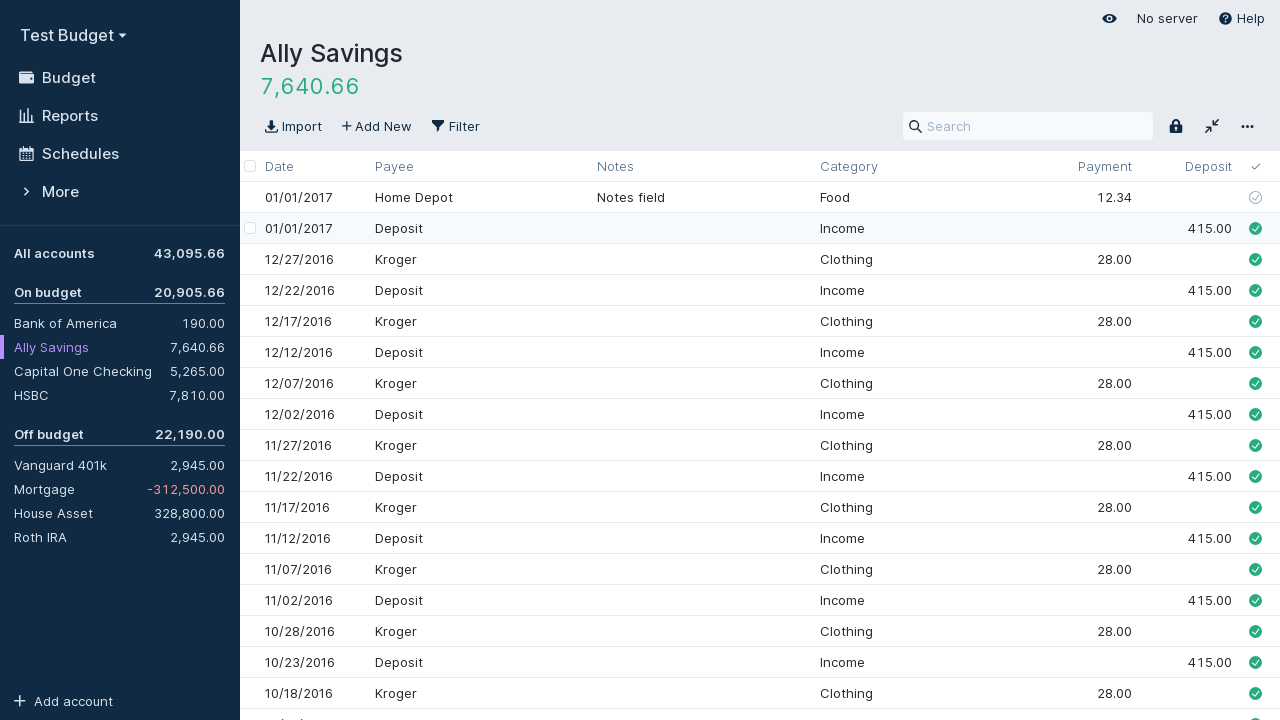 Test Budget
Budget
Reports
Schedules
More
All accounts 43,095.66
On budget 20,905.66
Bank of America 190.00
Ally Savings 7,640.66
Capital One Checking 5,265.00
HSBC 7,810.00
Off budget 22,190.00
Vanguard 401k 2,945.00
Mortgage -312,500.00
House Asset 328,800.00
Roth IRA 2,945.00
Add account
No server Help
Ally Savings
7,640.66
Import Add New Filter Search
Date Payee Notes Category Payment Deposit
01/01/2017 Home Depot Notes field Food 12.34
01/01/2017 Deposit Income 415.00
12/27/2016 Kroger Clothing 28.00
12/22/2016 Deposit Income 415.00
12/17/2016 Kroger Clothing 28.00
12/12/2016 Deposit Income 415.00
12/07/2016 Kroger Clothing 28.00
12/02/2016 Deposit Income 415.00
11/27/2016 Kroger Clothing 28.00
11/22/2016 Deposit Income 415.00
11/17/2016 Kroger Clothing 28.00
11/12/2016 Deposit Income 415.00
11/07/2016 Kroger Clothing 28.00
11/02/2016 Deposit Income 415.00
10/28/2016 Kroger Clothing 28.00
10/23/2016 Deposit Income 415.00
10/18/2016 Kroger Clothing 28.00